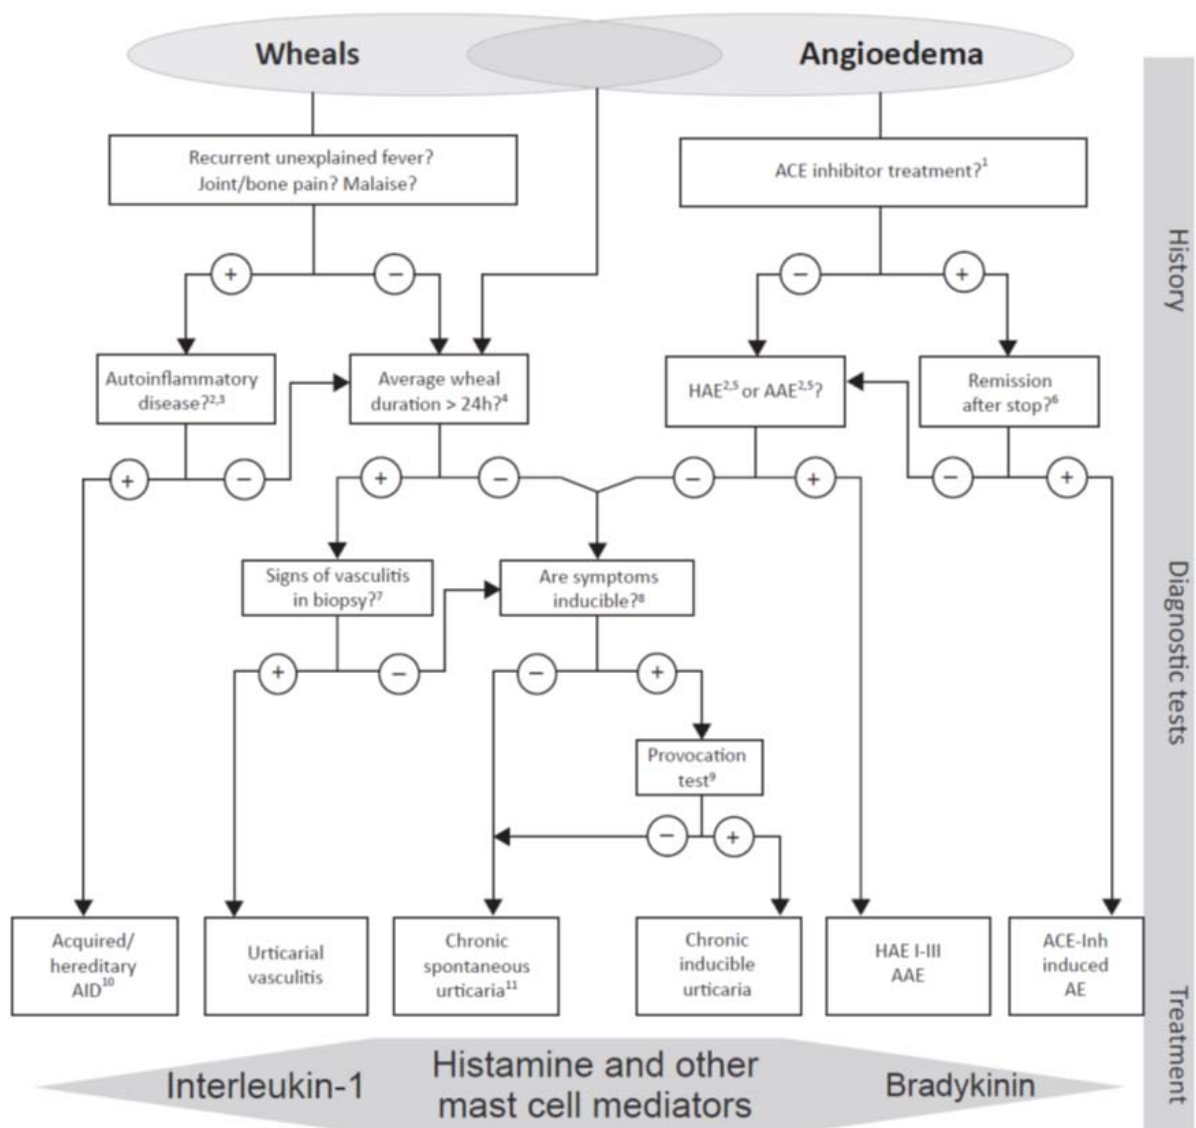 Wheals
Angioedema
Recurrent unexplained fever?
Joint/bone pain? Malaise?
ACE inhibitor treatment?¹
+
−
−
+
History
Autoinflammatory
disease?²,³
Average wheal
duration > 24h?⁴
HAE²,⁵ or AAE²,⁵?
Remission
after stop?⁶
+
−
+
−
−
+
−
+
Signs of vasculitis
in biopsy?⁷
Are symptoms
inducible?⁸
Diagnostic tests
+
−
−
+
Provocation
test⁹
−
+
Acquired/
hereditary
AID¹⁰
Urticarial
vasculitis
Chronic
spontaneous
urticaria¹¹
Chronic
inducible
urticaria
HAE I-III
AAE
ACE-Inh
induced
AE
Treatment
Interleukin-1
Histamine and other
mast cell mediators
Bradykinin